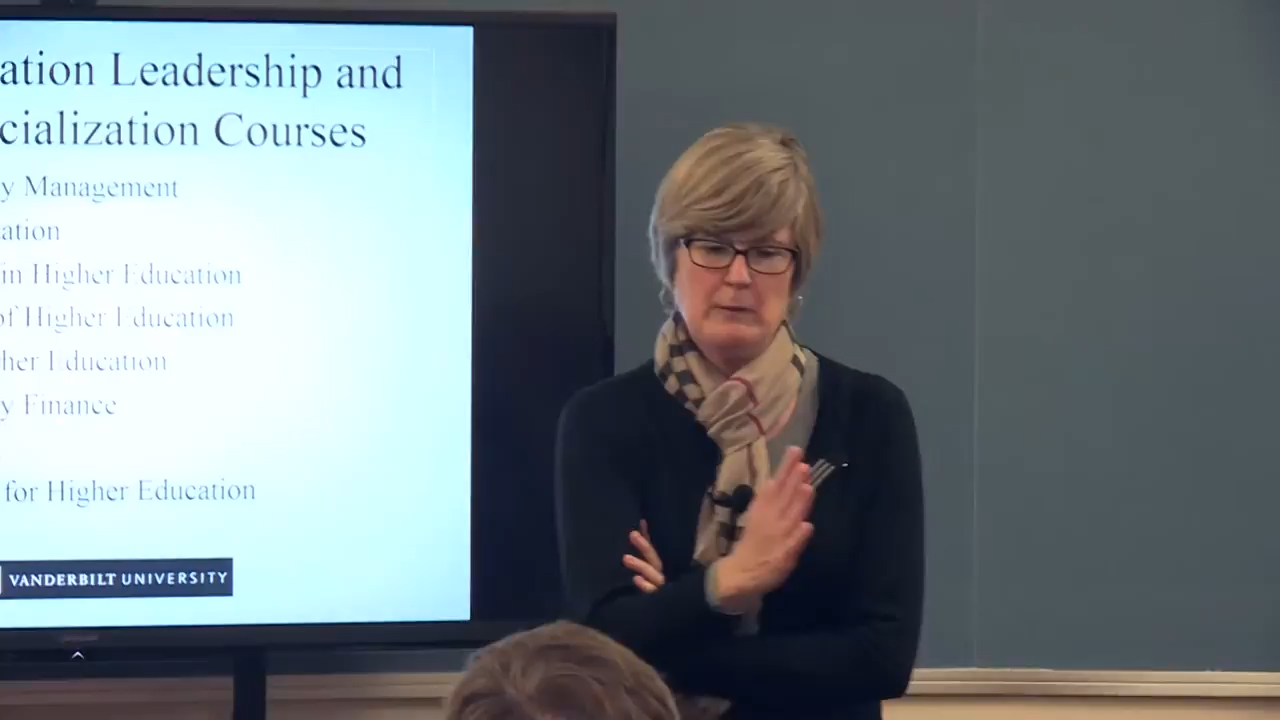 ation Leadership and
cialization Courses
y Management
ation
in Higher Education
of Higher Education
her Education
y Finance
for Higher Education
VANDERBILT UNIVERSITY